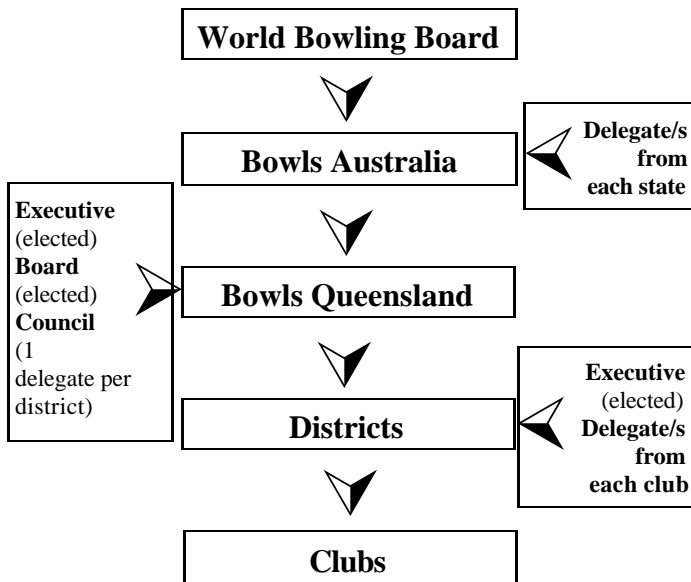 World Bowling Board
Bowls Australia
Delegate/s
from
each state
Executive
(elected)
Board
(elected)
Council
(1
delegate per
district)
Bowls Queensland
Districts
Executive
(elected)
Delegate/s
from
each club
Clubs